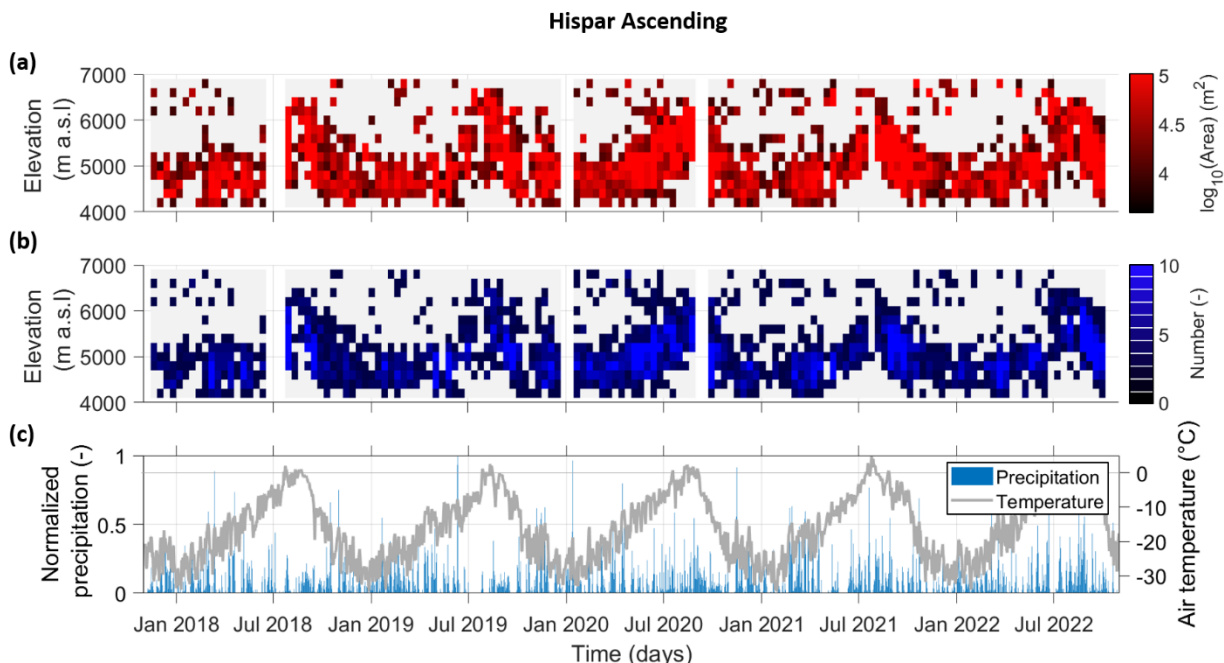 Hispar Ascending
(a)
7000
6000
5000
4000
Elevation
(m a.s.l)
5
4.5
4
log10(Area) (m2)
(b)
7000
6000
5000
4000
Elevation
(m a.s.l)
10
5
0
Number (-)
(c)
1
0.5
0
Normalized
precipitation (-)
Precipitation
Temperature
0
-10
-20
-30
Air temperature (°C)
Jan 2018 Jul 2018 Jan 2019 Jul 2019 Jan 2020 Jul 2020 Jan 2021 Jul 2021 Jan 2022 Jul 2022
Time (days)